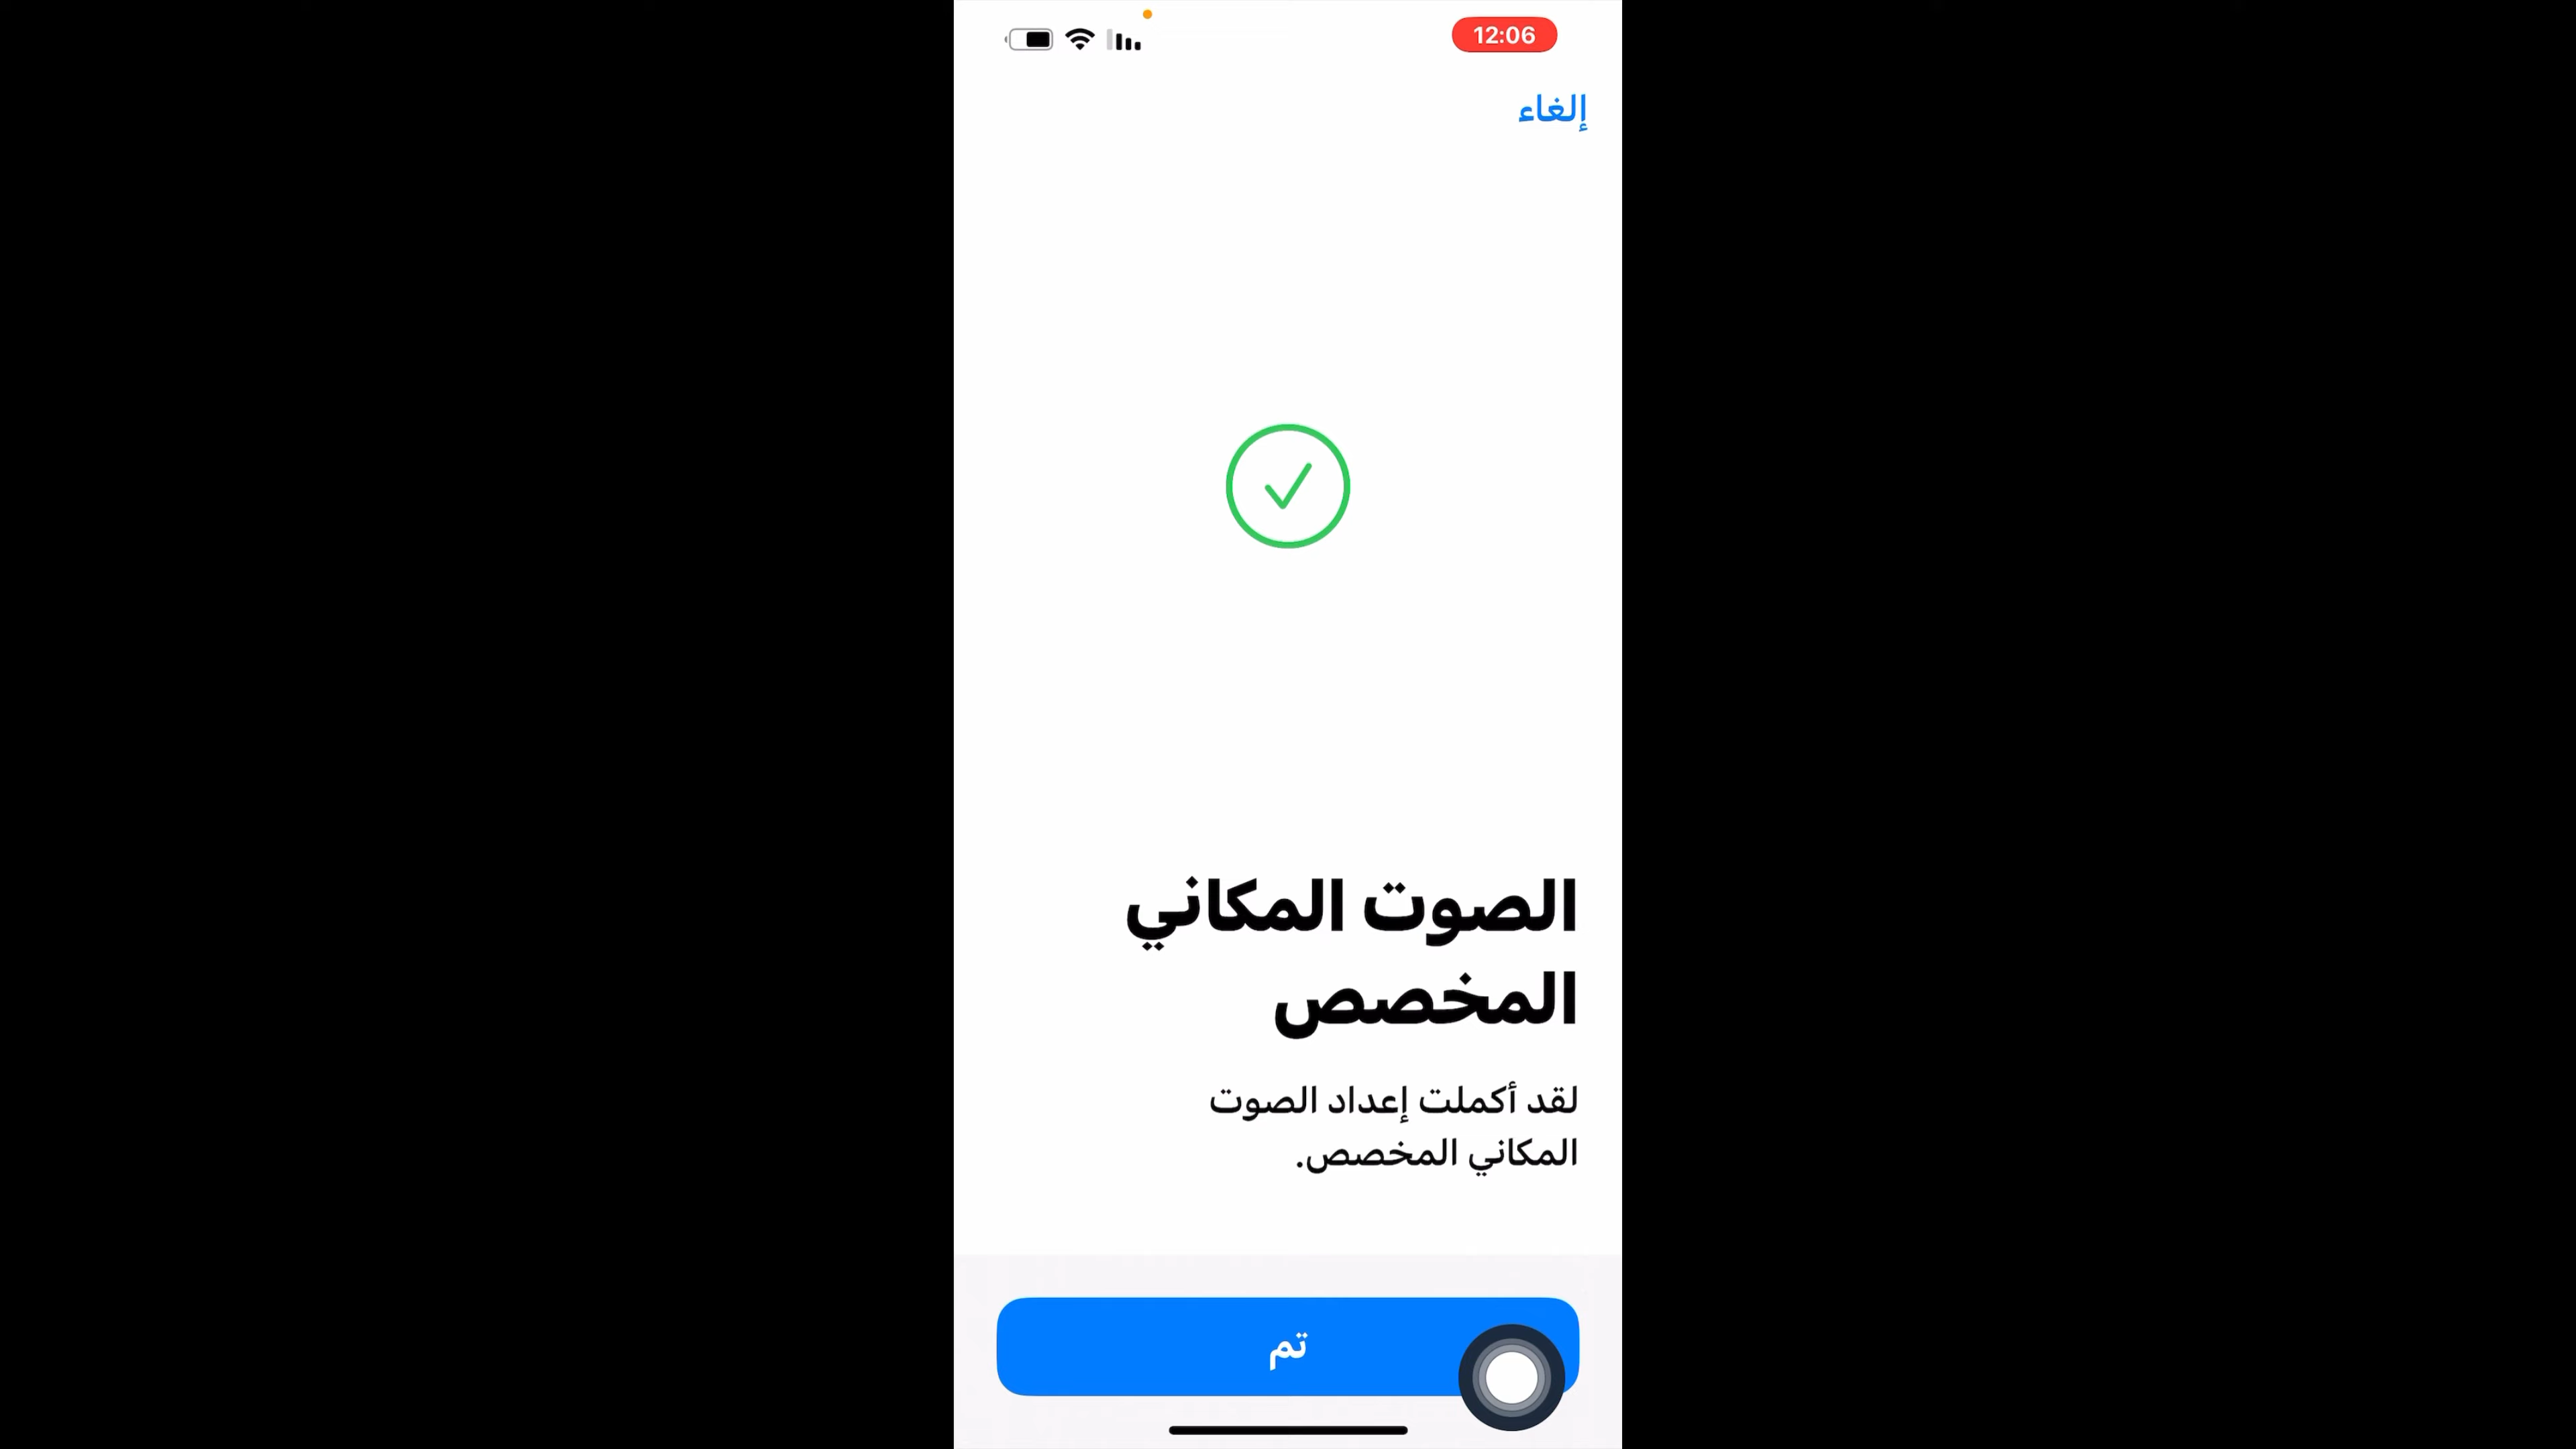 12:06
إلغاء
الصوت المكاني
المخصص
لقد أكملت إعداد الصوت
المكاني المخصص.
تم